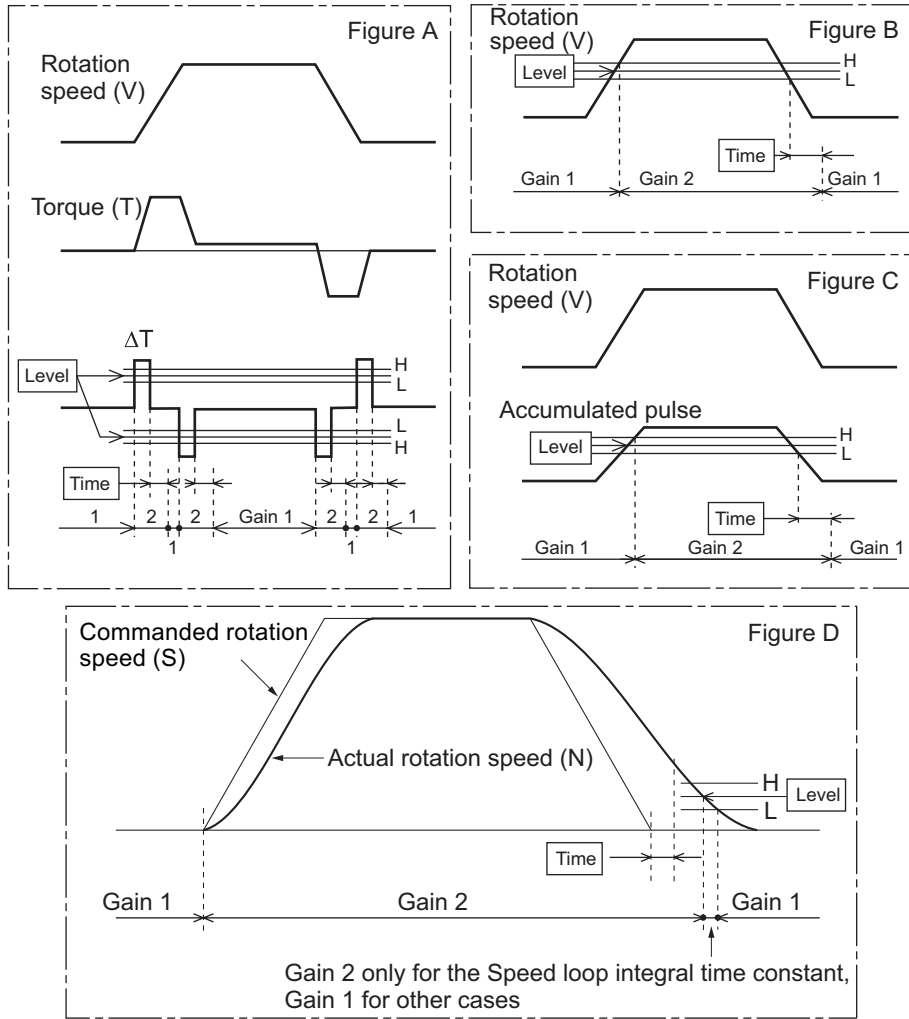 Figure A
Rotation
speed (V)
Torque (T)
ΔT
Level
H
L
L
H
Time
1
2
2
Gain 1
2
2
1
1
1
Figure B
Rotation
speed (V)
Level
H
L
Time
Gain 1
Gain 2
Gain 1
Figure C
Rotation
speed (V)
Accumulated pulse
Level
H
L
Time
Gain 1
Gain 2
Gain 1
Figure D
Commanded rotation
speed (S)
Actual rotation speed (N)
H
Level
L
Time
Gain 1
Gain 2
Gain 1
Gain 2 only for the Speed loop integral time constant,
Gain 1 for other cases